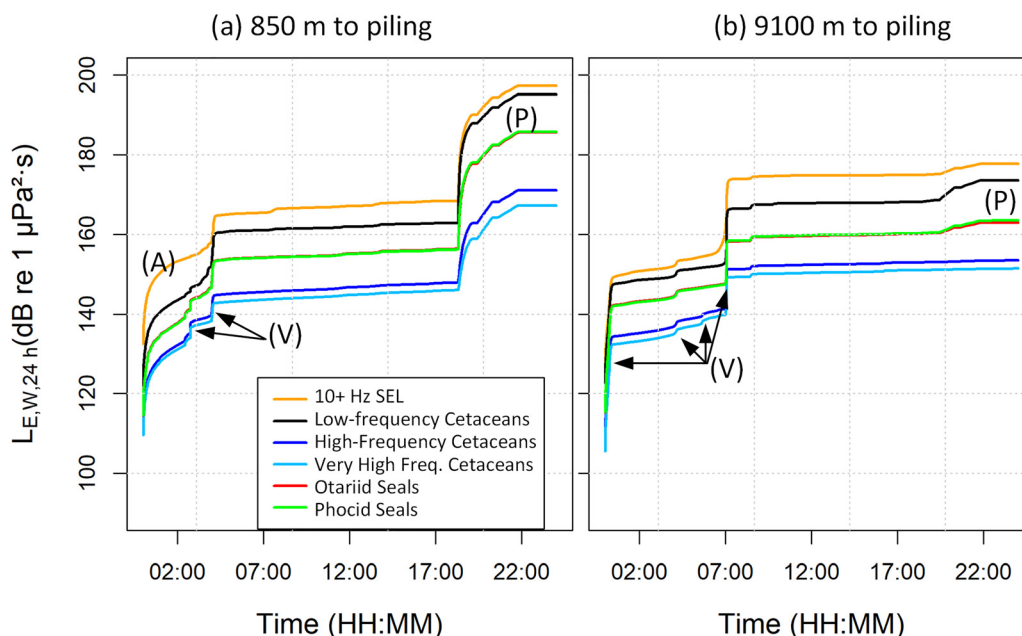 (a) 850 m to piling
(b) 9100 m to piling
L_E,W,24 h (dB re 1 µPa²·s)
200
180
160
140
120
100
(A)
(P)
(V)
(P)
(V)
10+ Hz SEL
Low-frequency Cetaceans
High-Frequency Cetaceans
Very High Freq. Cetaceans
Otariid Seals
Phocid Seals
02:00 07:00 12:00 17:00 22:00
02:00 07:00 12:00 17:00 22:00
Time (HH:MM)
Time (HH:MM)